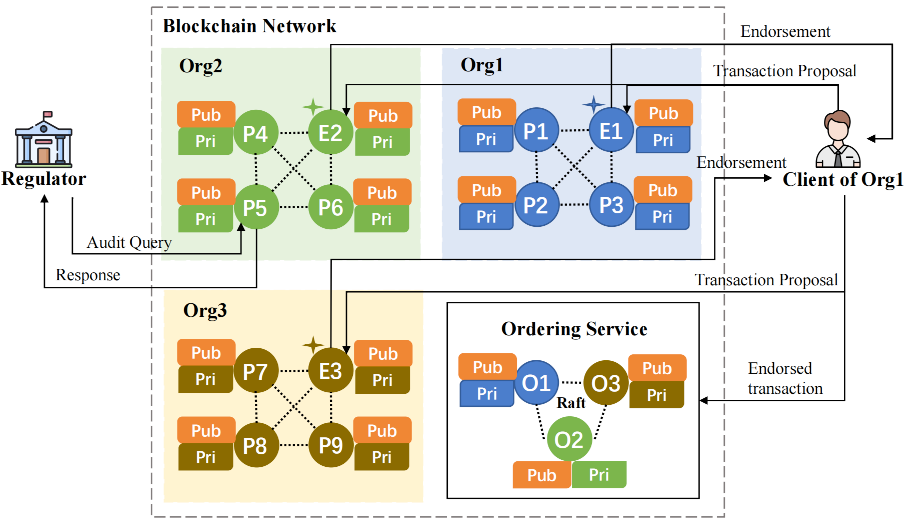 Blockchain Network
Endorsement
Org2
Org1
Transaction Proposal
Pub
Pri
P4
E2
Pub
Pri
Pub
Pri
P1
E1
Pub
Pri
Regulator
Pub
Pri
P5
P6
Pub
Pri
Pub
Pri
P2
P3
Pub
Pri
Endorsement
Client of Org1
Audit Query
Response
Transaction Proposal
Org3
Ordering Service
Pub
Pri
P7
E3
Pub
Pri
Pub
Pri
O1
O3
Pub
Pri
Raft
O2
Pub
Pri
Endorsed
transaction
Pub
Pri
P8
P9
Pub
Pri